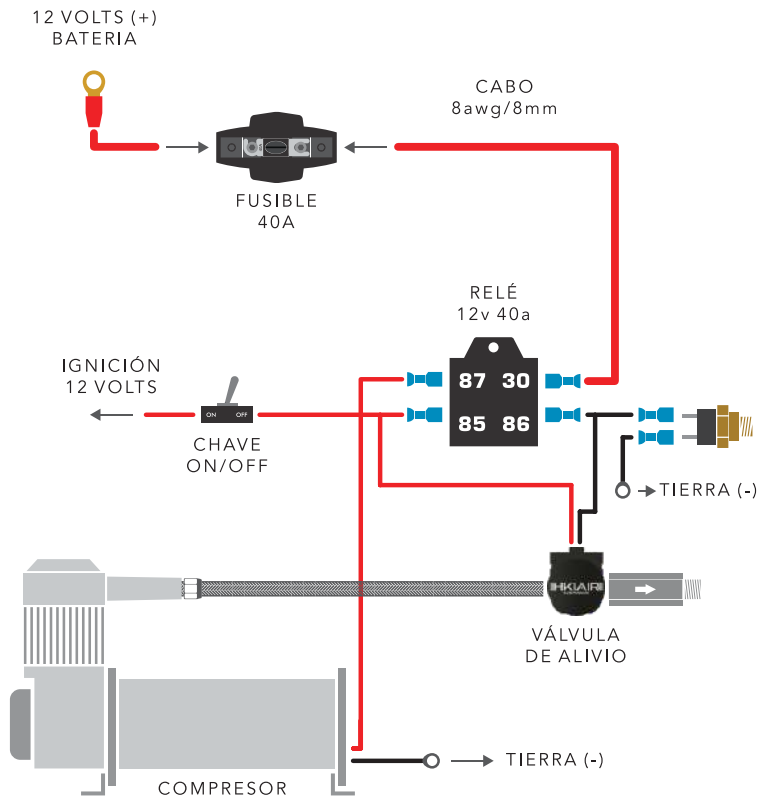 12 VOLTS (+)
BATERIA
CABO
8awg/8mm
FUSIBLE
40A
RELÉ
12v 40a
IGNICIÓN
12 VOLTS
87 30
85 86
ON OFF
CHAVE
ON/OFF
TIERRA (-)
HKIAIR
VÁLVULA
DE ALIVIO
TIERRA (-)
COMPRESOR